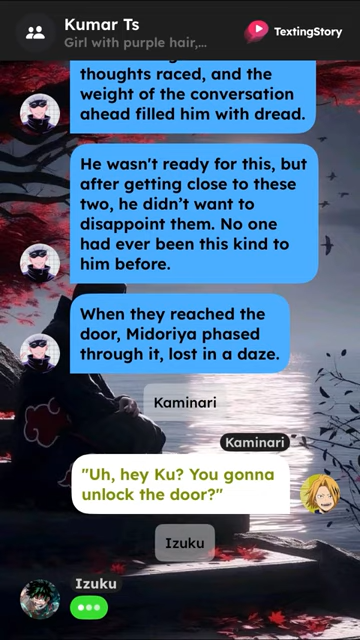 Kumar Ts
Girl with purple hair,...
TextingStory
thoughts raced, and the
weight of the conversation
ahead filled him with dread.
He wasn't ready for this, but
after getting close to these
two, he didn’t want to
disappoint them. No one
had ever been this kind to
him before.
When they reached the
door, Midoriya phased
through it, lost in a daze.
Kaminari
Kaminari
"Uh, hey Ku? You gonna
unlock the door?"
Izuku
Izuku